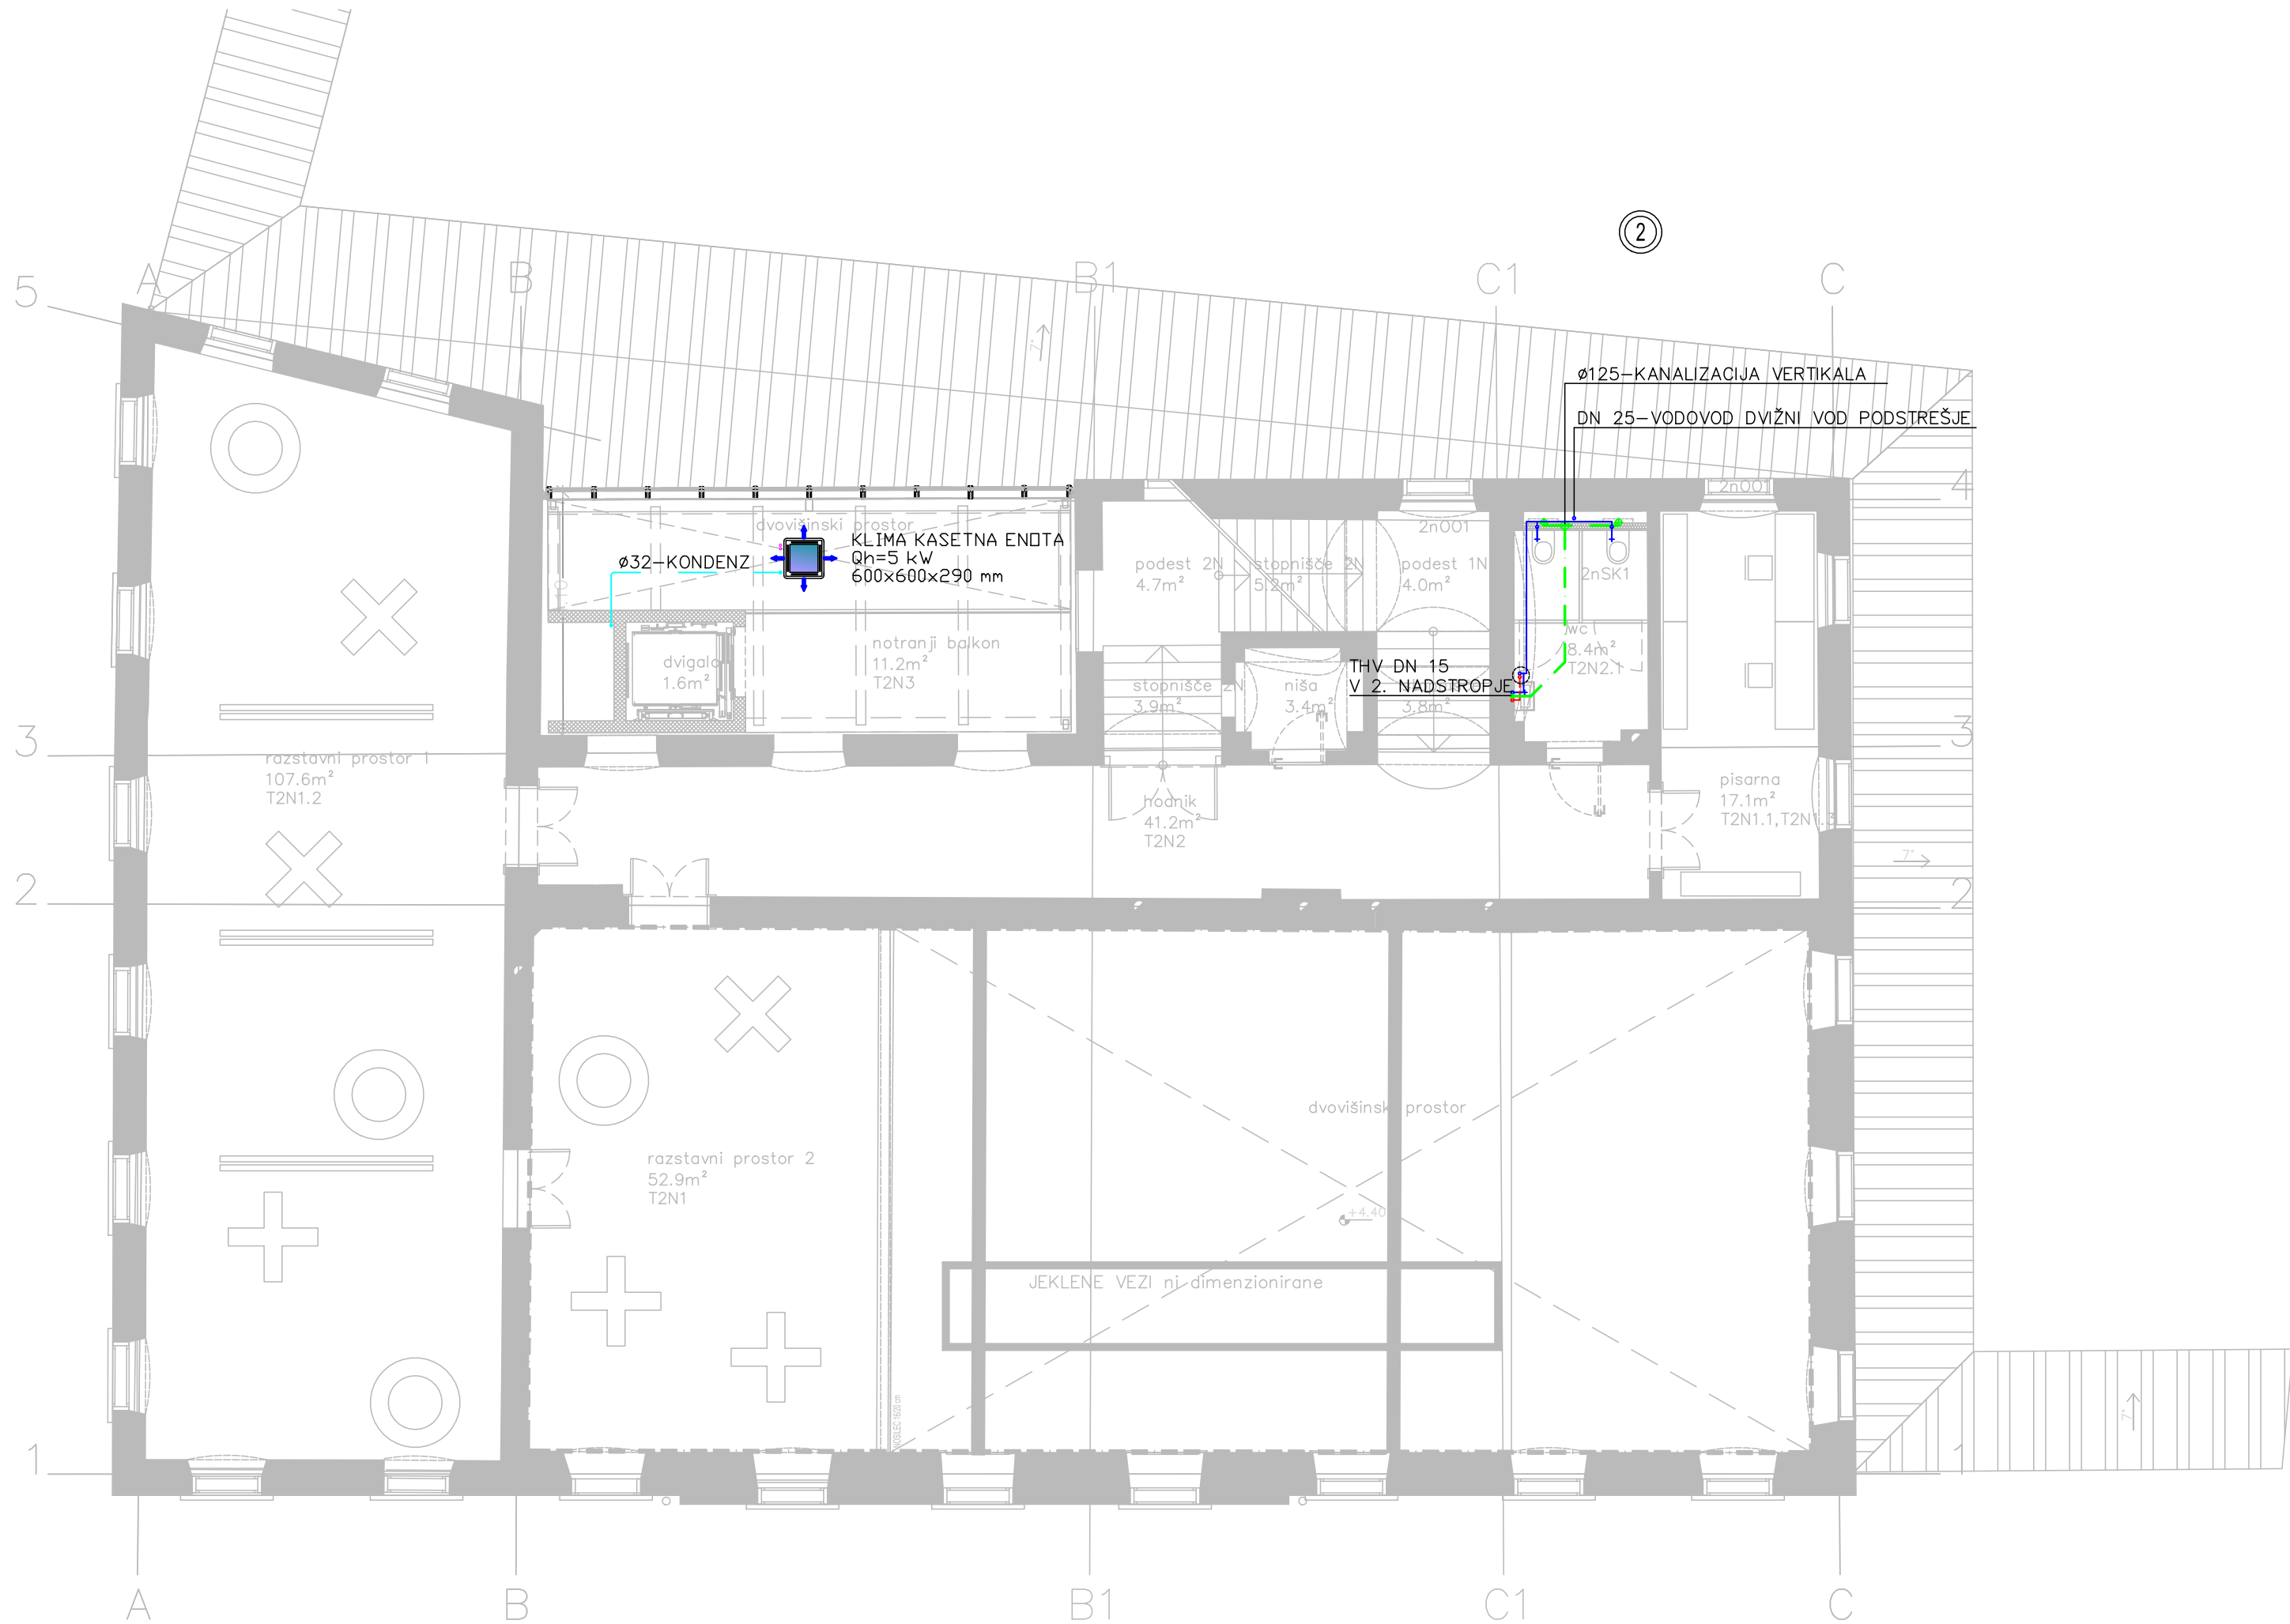 2
A
B
B1
C1
C
5
7°
ø125-KANALIZACIJA VERTIKALA
DN 25-VODOVOD DVIŽNI VOD PODSTREŠJE
4
2n001
2n001
dvovišinski prostor
KLIMA KASETNA ENOTA
Qh=5 kW
600x600x290 mm
ø32-KONDENZ
podest 2N
4.7m²
stopnišče 2N
5.2m²
podest 1N
4.0m²
2nSK1
wc
8.4m²
T2N2.1
notranji balkon
11.2m²
T2N3
dvigalo
1.6m²
THV DN 15
V 2. NADSTROPJE
stopnišče 2N
3.9m²
niša
3.4m²
3.8m²
3
3
razstavni prostor 1
107.6m²
T2N1.2
hodnik
41.2m²
T2N2
pisarna
17.1m²
T2N1.1,T2N1.3
7°
2
2
dvovišinski prostor
razstavni prostor 2
52.9m²
T2N1
+4.40
JEKLENE VEZI ni dimenzionirane
7°
1
1
A
B
B1
C1
C